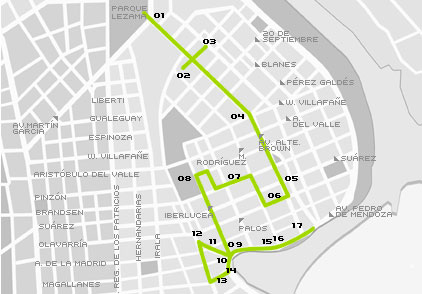 PARQUE
LEZAMA
01
03
20 DE
SEPTIEMBRE
02
BLANES
PÉREZ GALDÉS
LIBERTI
W. VILLAFAÑE
GUALEGUAY
04
A.
DEL VALLE
AV.MARTÍN
GARCÍA
ESPINOZA
AV. ALTE.
BROWN
W. VILLAFAÑE
M.
RODRÍGUEZ
SUÁREZ
ARISTÓBULO DEL VALLE
08
07
05
PINZÓN
06
REG. DE LOS PATRICIOS
HERNANDARIAS
IRALA
BRANDSEN
IBERLUCEA
AV. PEDRO
DE MENDOZA
SUÁREZ
PALOS
17
12
11
OLAVARRÍA
09
15
16
A. DE LA MADRID
10
14
13
MAGALLANES